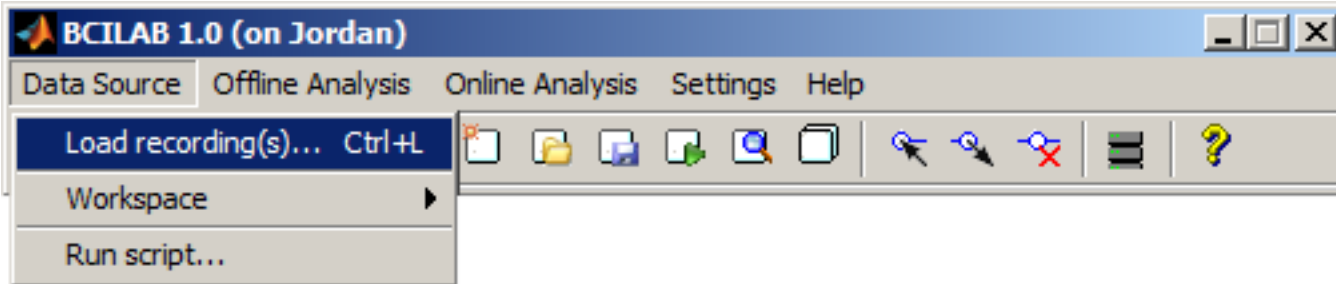 BCILAB 1.0 (on Jordan)
Data Source Offline Analysis Online Analysis Settings Help
Load recording(s)... Ctrl+L
Workspace
Run script...